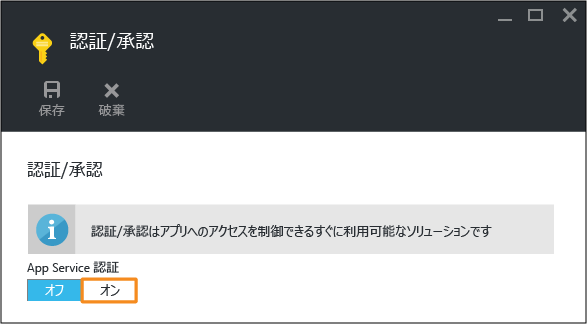 認証/承認
保存 破棄
認証/承認
認証/承認はアプリへのアクセスを制御できるすぐに利用可能なソリューションです
App Service 認証
オフ オン